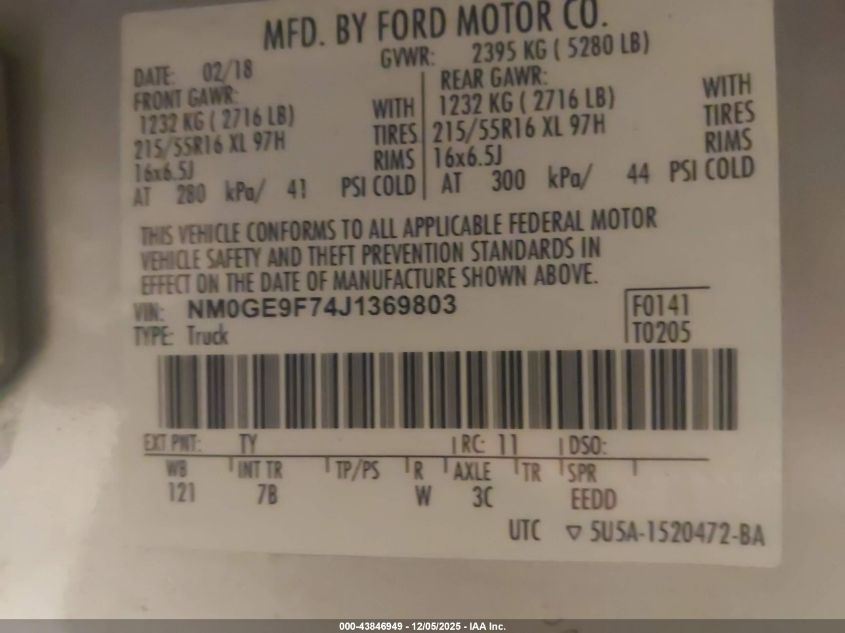 MFD. BY FORD MOTOR CO.
DATE: 02/18 GVWR: 2395 KG ( 5280 LB)
FRONT GAWR: REAR GAWR:
1232 KG ( 2716 LB) WITH 1232 KG ( 2716 LB) WITH
215/55R16 XL 97H TIRES 215/55R16 XL 97H TIRES
16x6.5J RIMS 16x6.5J RIMS
AT 280 kPa/ 41 PSI COLD AT 300 kPa/ 44 PSI COLD
THIS VEHICLE CONFORMS TO ALL APPLICABLE FEDERAL MOTOR
VEHICLE SAFETY AND THEFT PREVENTION STANDARDS IN
EFFECT ON THE DATE OF MANUFACTURE SHOWN ABOVE.
VIN: NM0GE9F74J1369803 F0141
TYPE: Truck T0205
EXT PNT: TY RC: 11 DSO:
WB INT TR TP/PS R AXLE TR SPR
121 7B W 3C EEDD
UTC ▽ 5U5A-1520472-BA
000-43846949 - 12/05/2025 - IAA Inc.